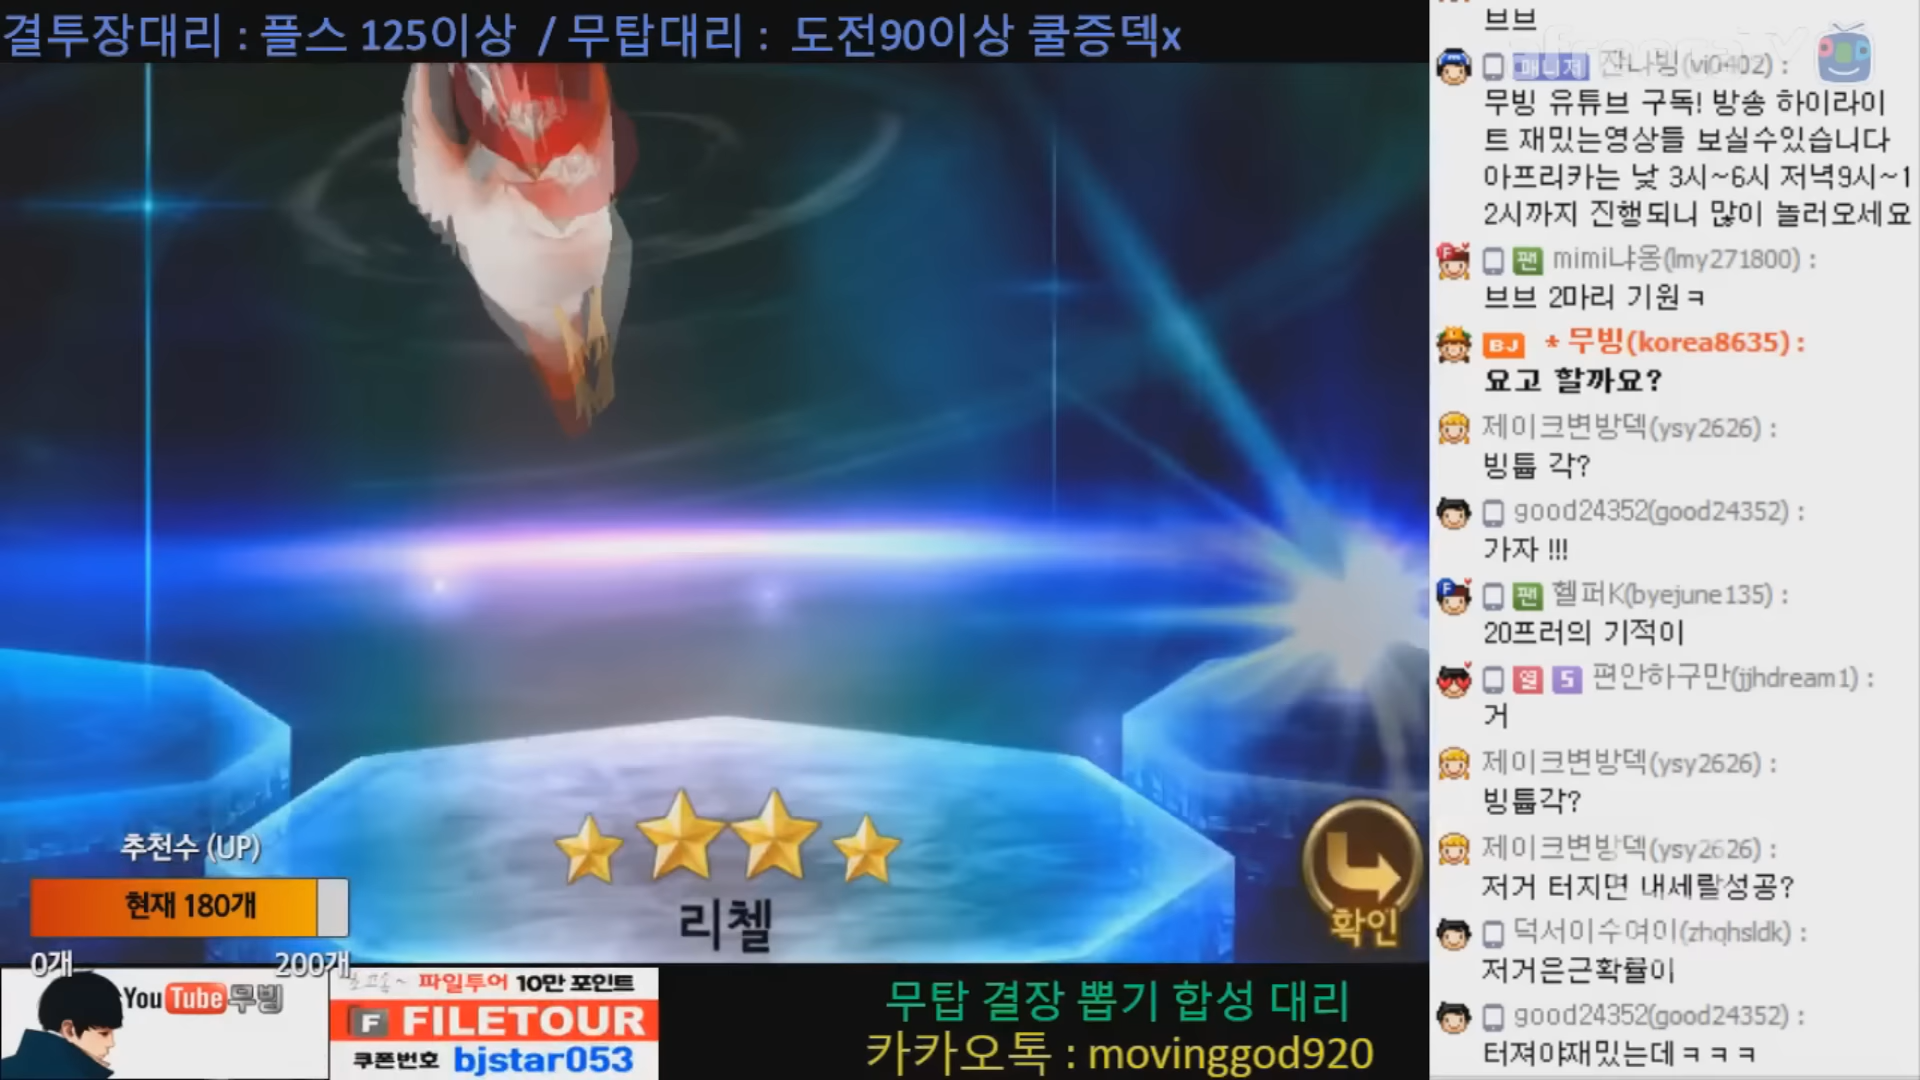 결투장대리 : 플스 125이상 / 무탑대리 : 도전90이상 쿨증덱x
추천수 (UP)
현재 180개
0개
200개
리첼
확인
You Tube 무빙
파일투어 10만 포인트
F FILETOUR
쿠폰번호 bjstar053
무탑 결장 뽑기 합성 대리
카카오톡 : movinggod920
브브
매니저 잔나빙(vi0402) :
무빙 유튜브 구독! 방송 하이라이
트 재밌는영상들 보실수있습니다
아프리카는 낮 3시~6시 저녁9시~1
2시까지 진행되니 많이 놀러오세요
팬 mimi냐옹(lmy271800) :
브브 2마리 기원ㅋ
BJ * 무빙(korea8635) :
요고 할까요?
제이크변방덱(ysy2626) :
빙튭 각?
good24352(good24352) :
가자 !!!
팬 헬퍼K(byejune135) :
20프러의 기적이
열 S 편안하구만(jjhdream1) :
거
제이크변방덱(ysy2626) :
빙튭각?
제이크변방덱(ysy2626) :
저거 터지면 내세랄성공?
덕서이수여이(zhqhsldk) :
저거은근확률이
good24352(good24352) :
터져야재밌는데ㅋㅋㅋ